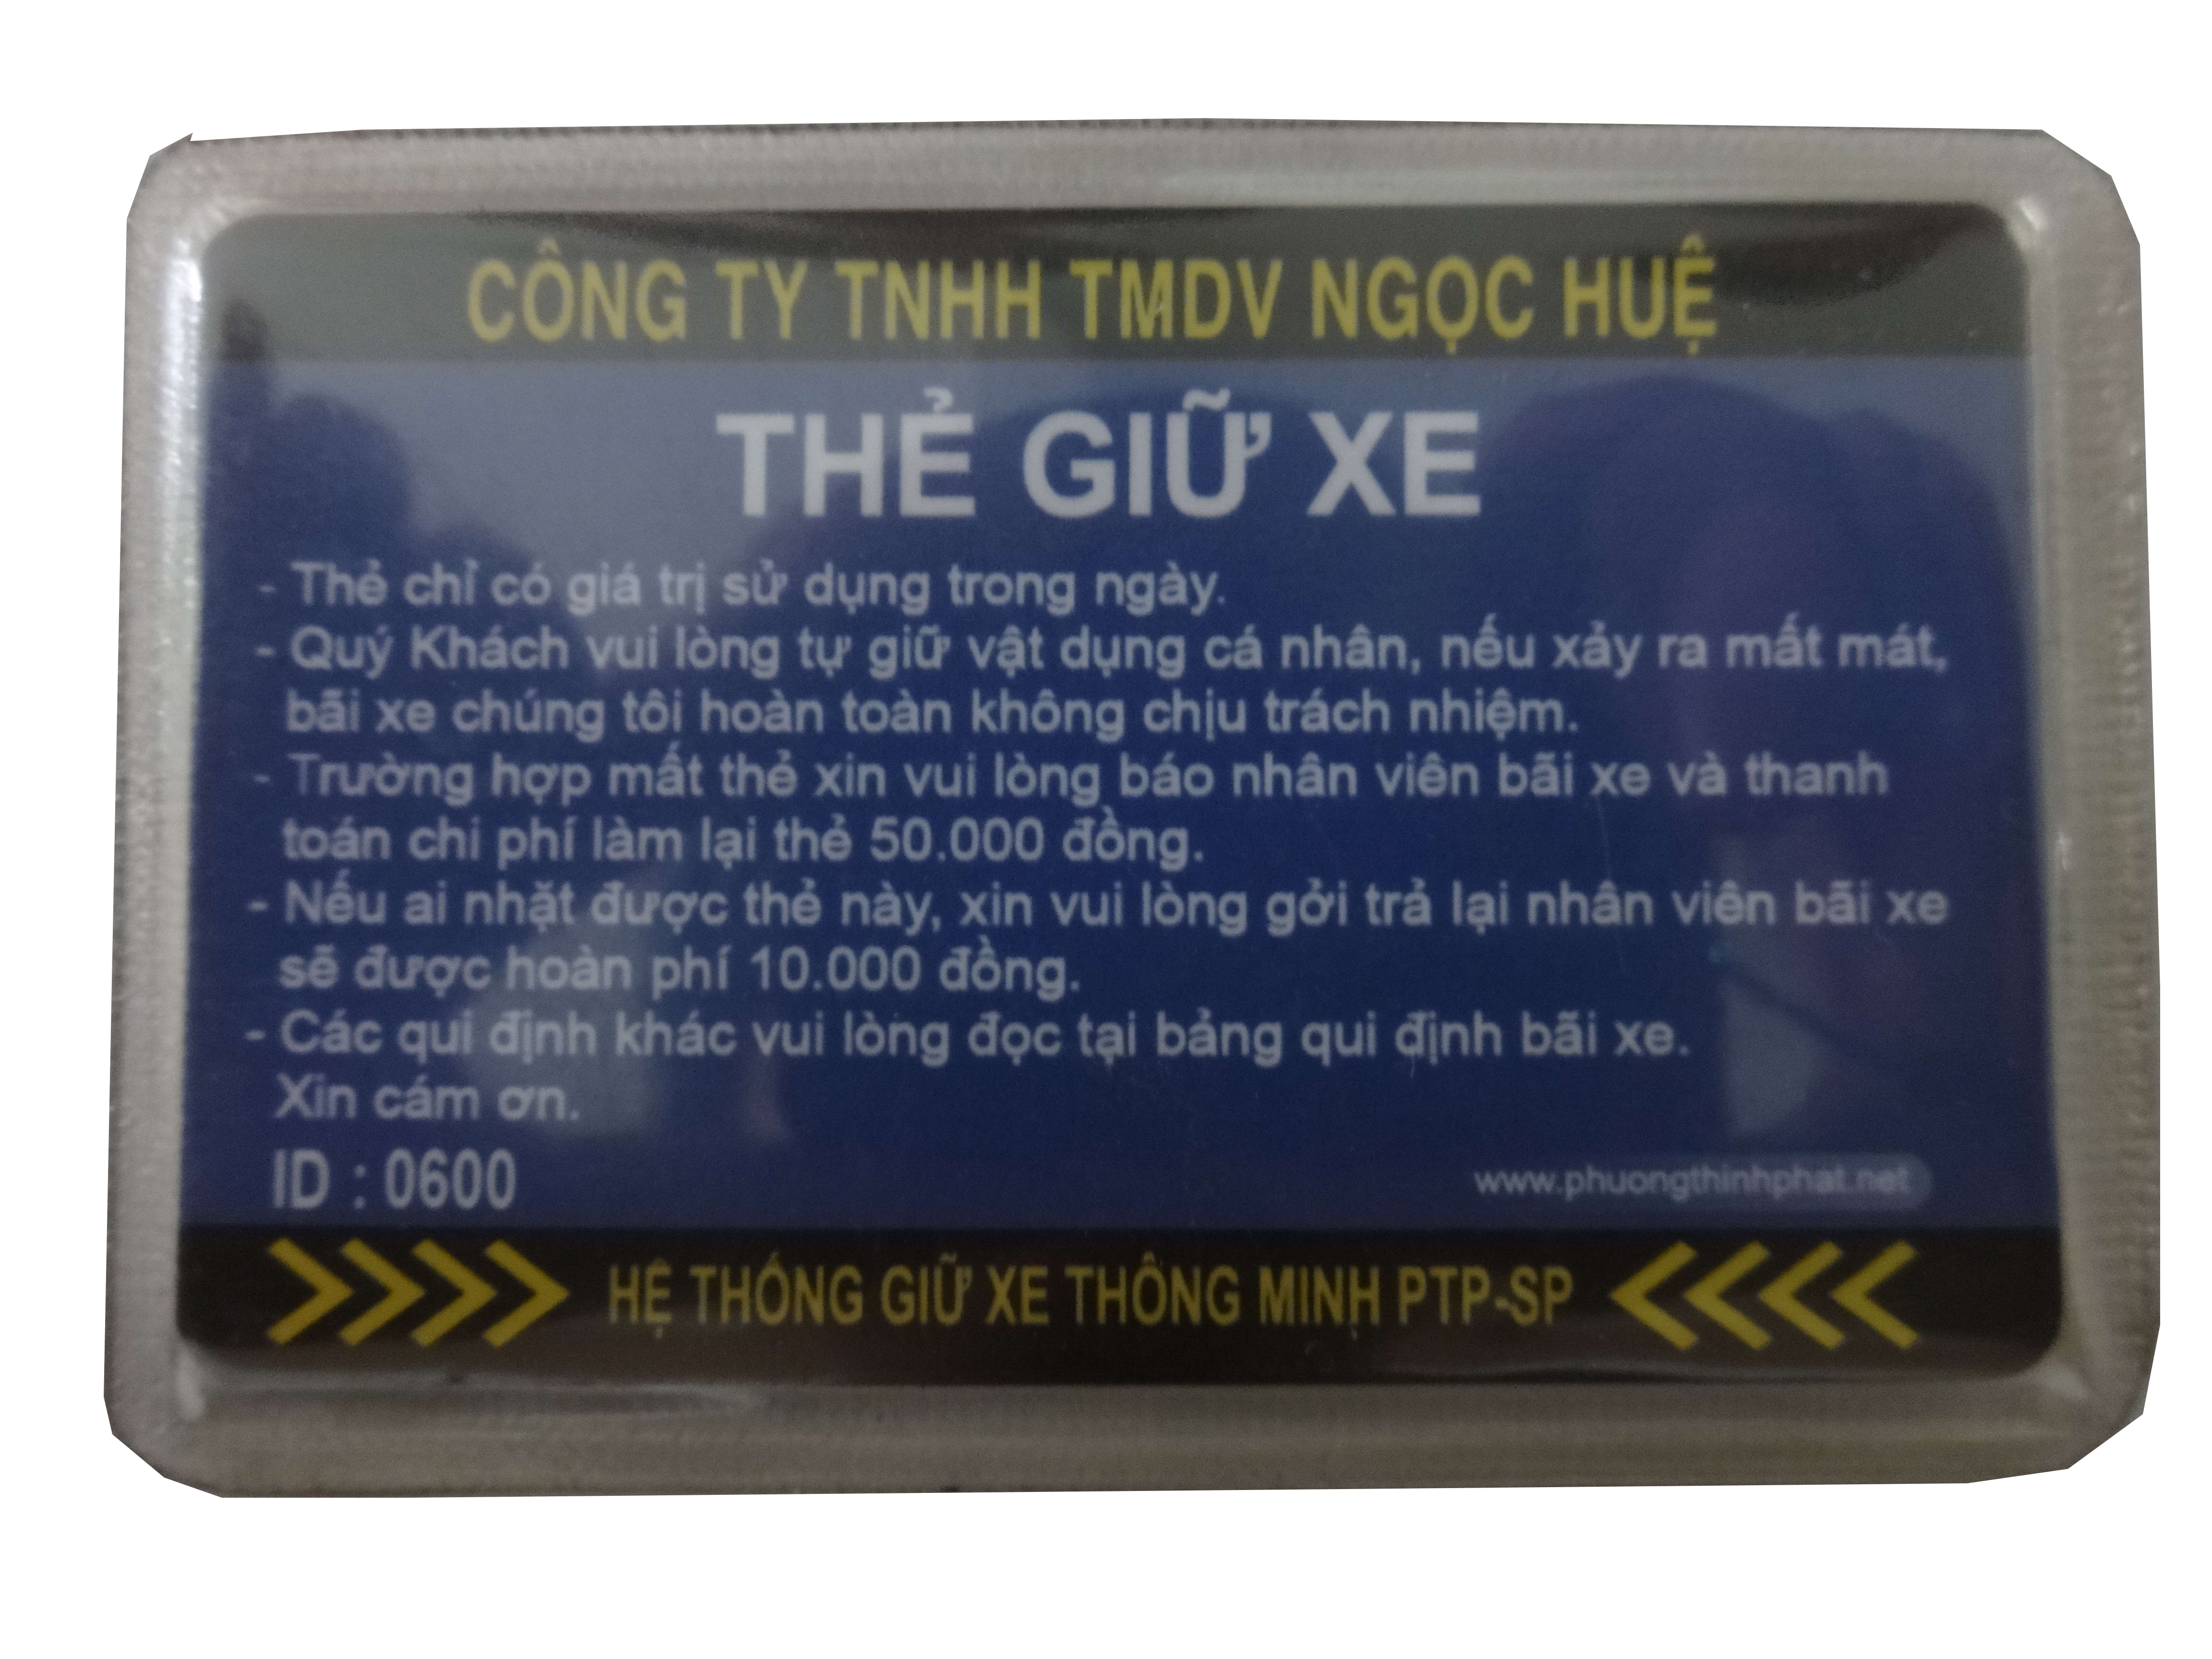 CÔNG TY TNHH TMDV NGỌC HUỆ
THẺ GIỮ XE
- Thẻ chỉ có giá trị sử dụng trong ngày.
- Quý Khách vui lòng tự giữ vật dụng cá nhân, nếu xảy ra mất mát,
bãi xe chúng tôi hoàn toàn không chịu trách nhiệm.
- Trường hợp mất thẻ xin vui lòng báo nhân viên bãi xe và thanh
toán chi phí làm lại thẻ 50.000 đồng.
- Nếu ai nhặt được thẻ này, xin vui lòng gởi trả lại nhân viên bãi xe
sẽ được hoàn phí 10.000 đồng.
- Các qui định khác vui lòng đọc tại bảng qui định bãi xe.
Xin cám ơn.
ID : 0600
www.phuongthinhphat.net
>>>> HỆ THỐNG GIỮ XE THÔNG MINH PTP-SP <<<<